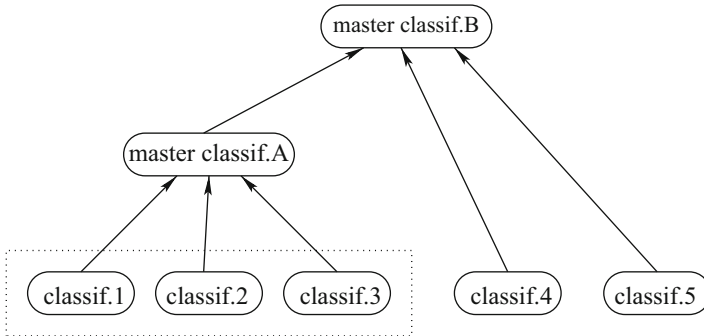 master classif.B
master classif.A
classif.1
classif.2
classif.3
classif.4
classif.5